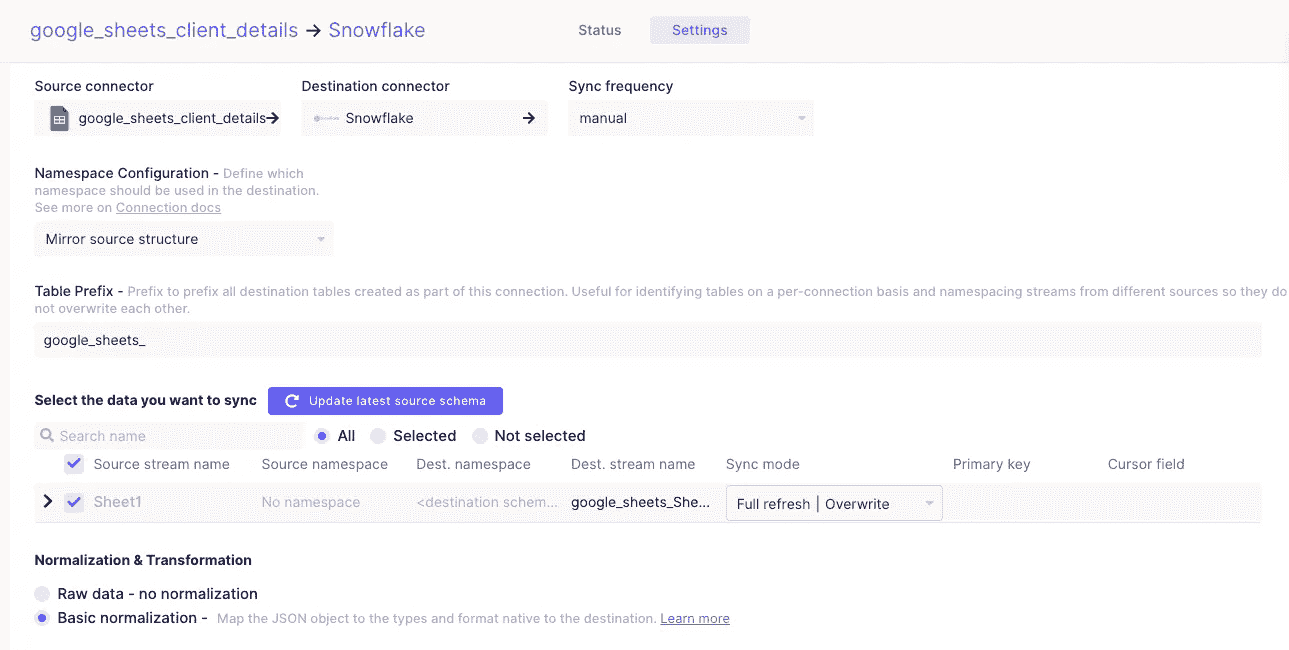 google_sheets_client_details → Snowflake
Status
Settings
Source connector
Destination connector
Sync frequency
google_sheets_client_details→
Snowflake →
manual
Namespace Configuration - Define which
namespace should be used in the destination.
See more on Connection docs
Mirror source structure
Table Prefix - Prefix to prefix all destination tables created as part of this connection. Useful for identifying tables on a per-connection basis and namespacing streams from different sources so they do
not overwrite each other.
google_sheets_
Select the data you want to sync
Update latest source schema
Search name
All
Selected
Not selected
Source stream name
Source namespace
Dest. namespace
Dest. stream name
Sync mode
Primary key
Cursor field
Sheet1
No namespace
<destination schem...
google_sheets_She...
Full refresh | Overwrite
Normalization & Transformation
Raw data - no normalization
Basic normalization - Map the JSON object to the types and format native to the destination. Learn more